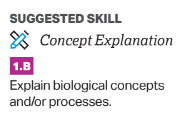 SUGGESTED SKILL
Concept Explanation
1.B
Explain biological concepts
and/or processes.